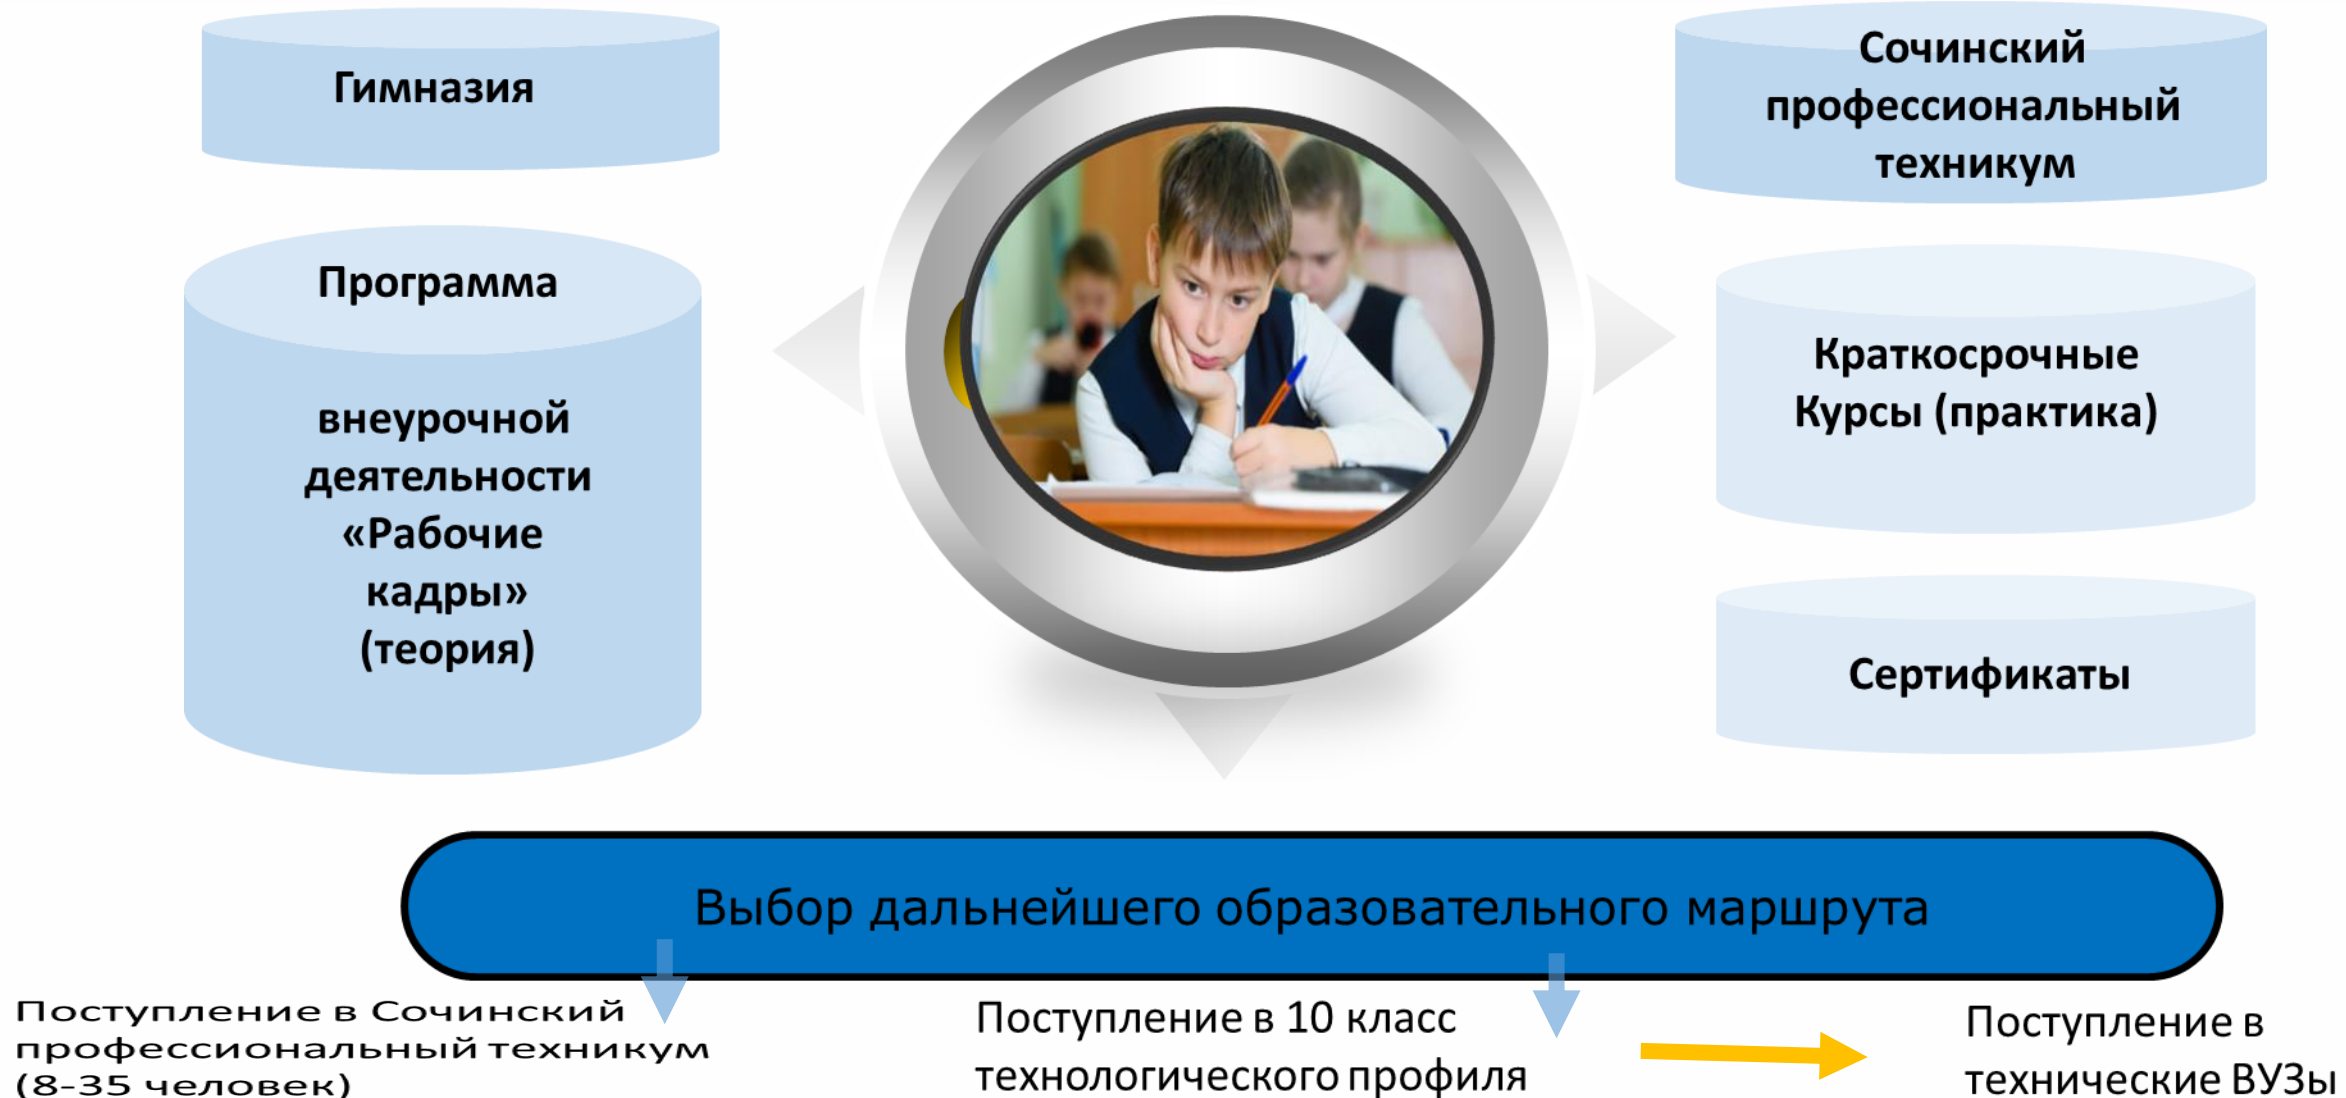 Гимназия
Программа
внеурочной
деятельности
«Рабочие
кадры»
(теория)
Сочинский
профессиональный
техникум
Краткосрочные
Курсы (практика)
Сертификаты
Выбор дальнейшего образовательного маршрута
Поступление в Сочинский
профессиональный техникум
(8-35 человек)
Поступление в 10 класс
технологического профиля
Поступление в
технические ВУЗы